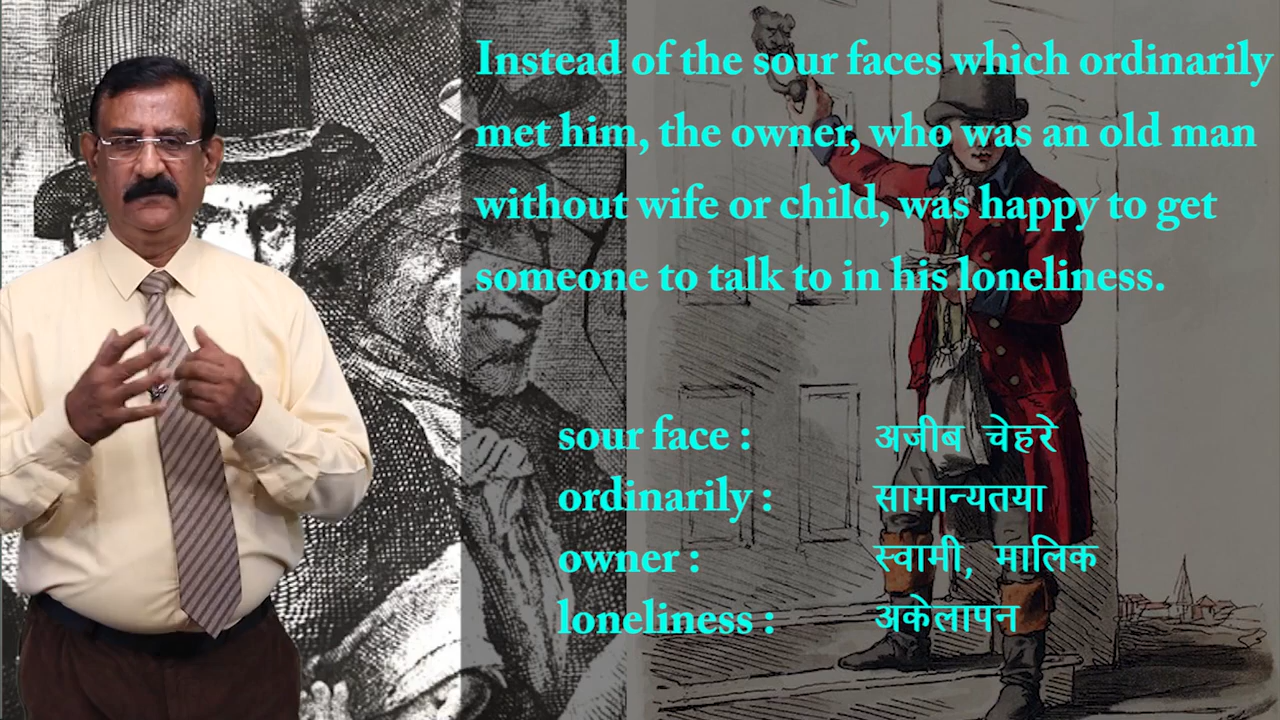 Instead of the sour faces which ordinarily
met him, the owner, who was an old man
without wife or child, was happy to get
someone to talk to in his loneliness.
sour face : अजीब चेहरे
ordinarily : सामान्यतया
owner : स्वामी, मालिक
loneliness : अकेलापन